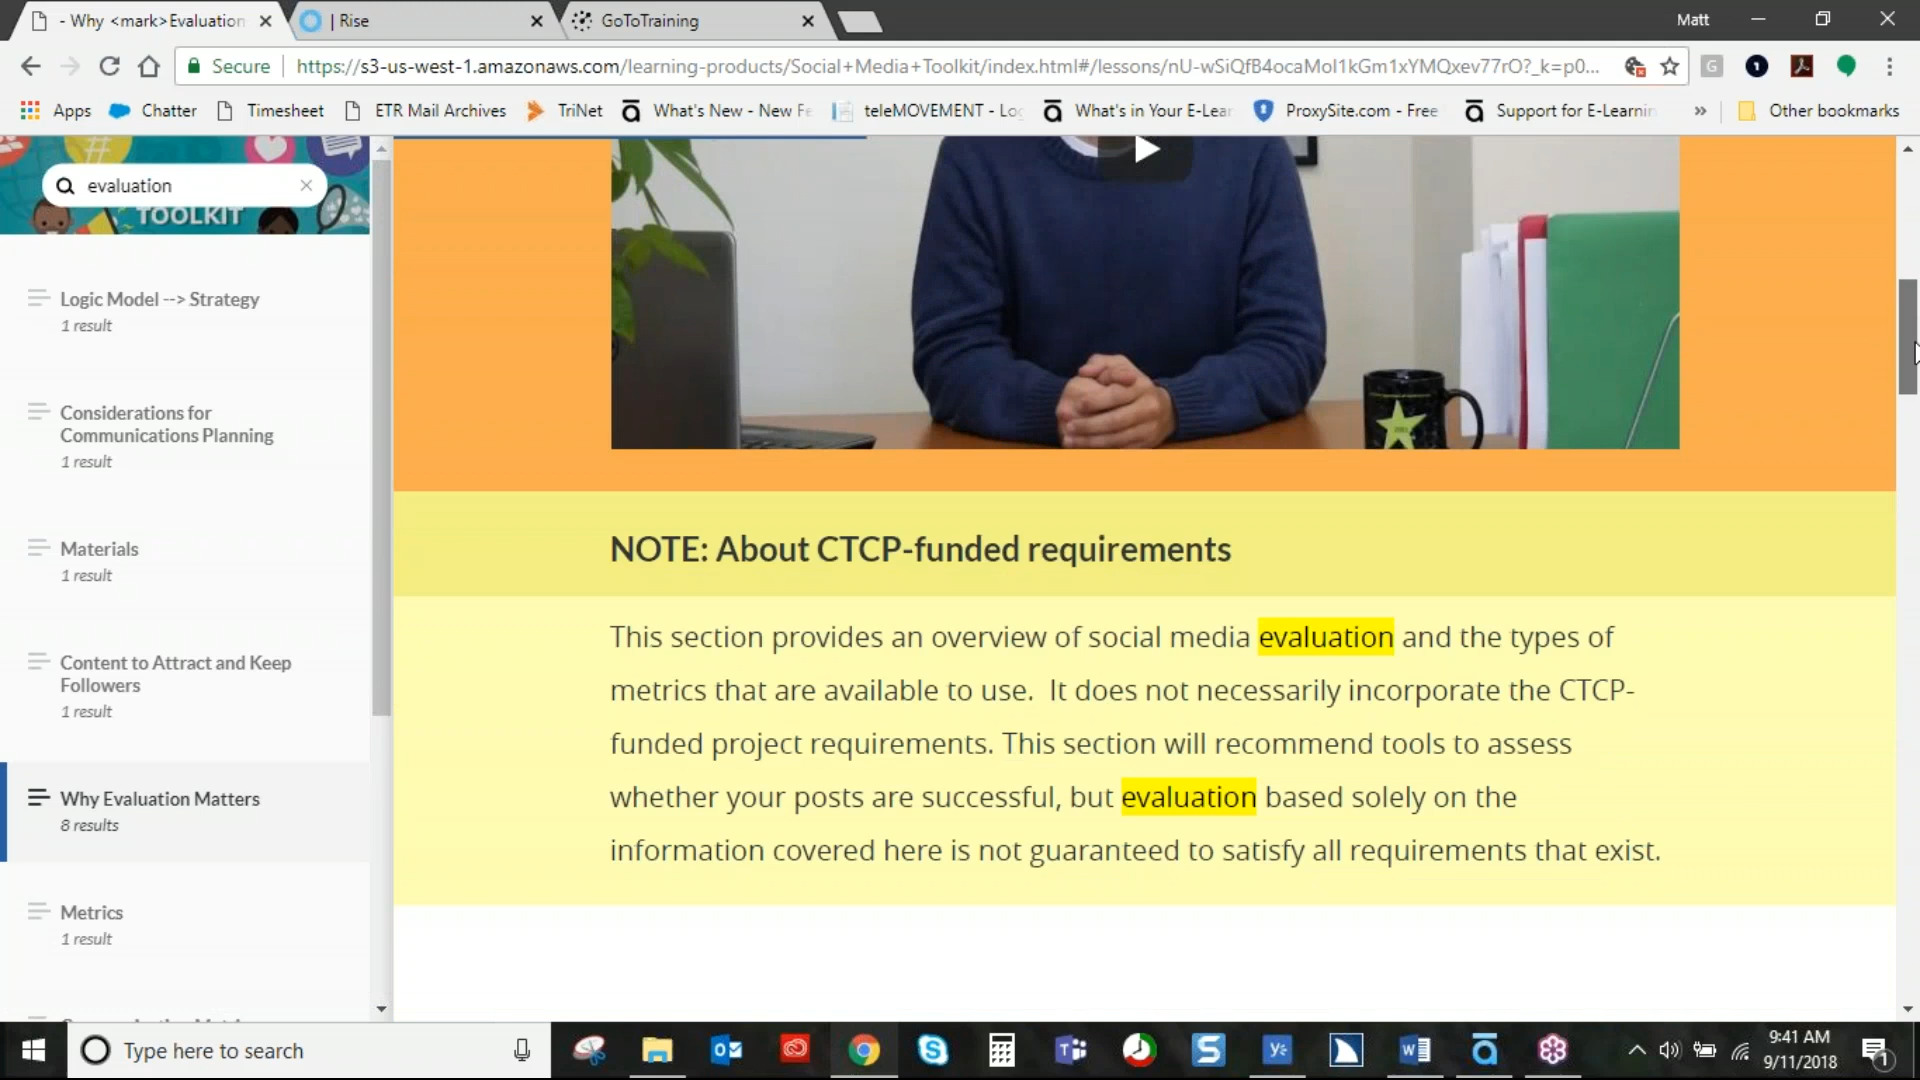 - Why <mark>Evaluation
| Rise
GoToTraining
Matt
Secure
https://s3-us-west-1.amazonaws.com/learning-products/Social+Media+Toolkit/index.html#/lessons/nU-wSiQfB4ocaMol1kGm1xYMQxev77rO?_k=p0...
Apps
Chatter
Timesheet
ETR Mail Archives
TriNet
What's New - New Fe
teleMOVEMENT - Log
What's in Your E-Lear
ProxySite.com - Free
Support for E-Learnin
»
Other bookmarks
evaluation
TOOLKIT
Logic Model --> Strategy
1 result
Considerations for
Communications Planning
1 result
Materials
1 result
Content to Attract and Keep
Followers
1 result
Why Evaluation Matters
8 results
Metrics
1 result
NOTE: About CTCP-funded requirements
This section provides an overview of social media evaluation and the types of
metrics that are available to use. It does not necessarily incorporate the CTCP-
funded project requirements. This section will recommend tools to assess
whether your posts are successful, but evaluation based solely on the
information covered here is not guaranteed to satisfy all requirements that exist.
Type here to search
9:41 AM
9/11/2018